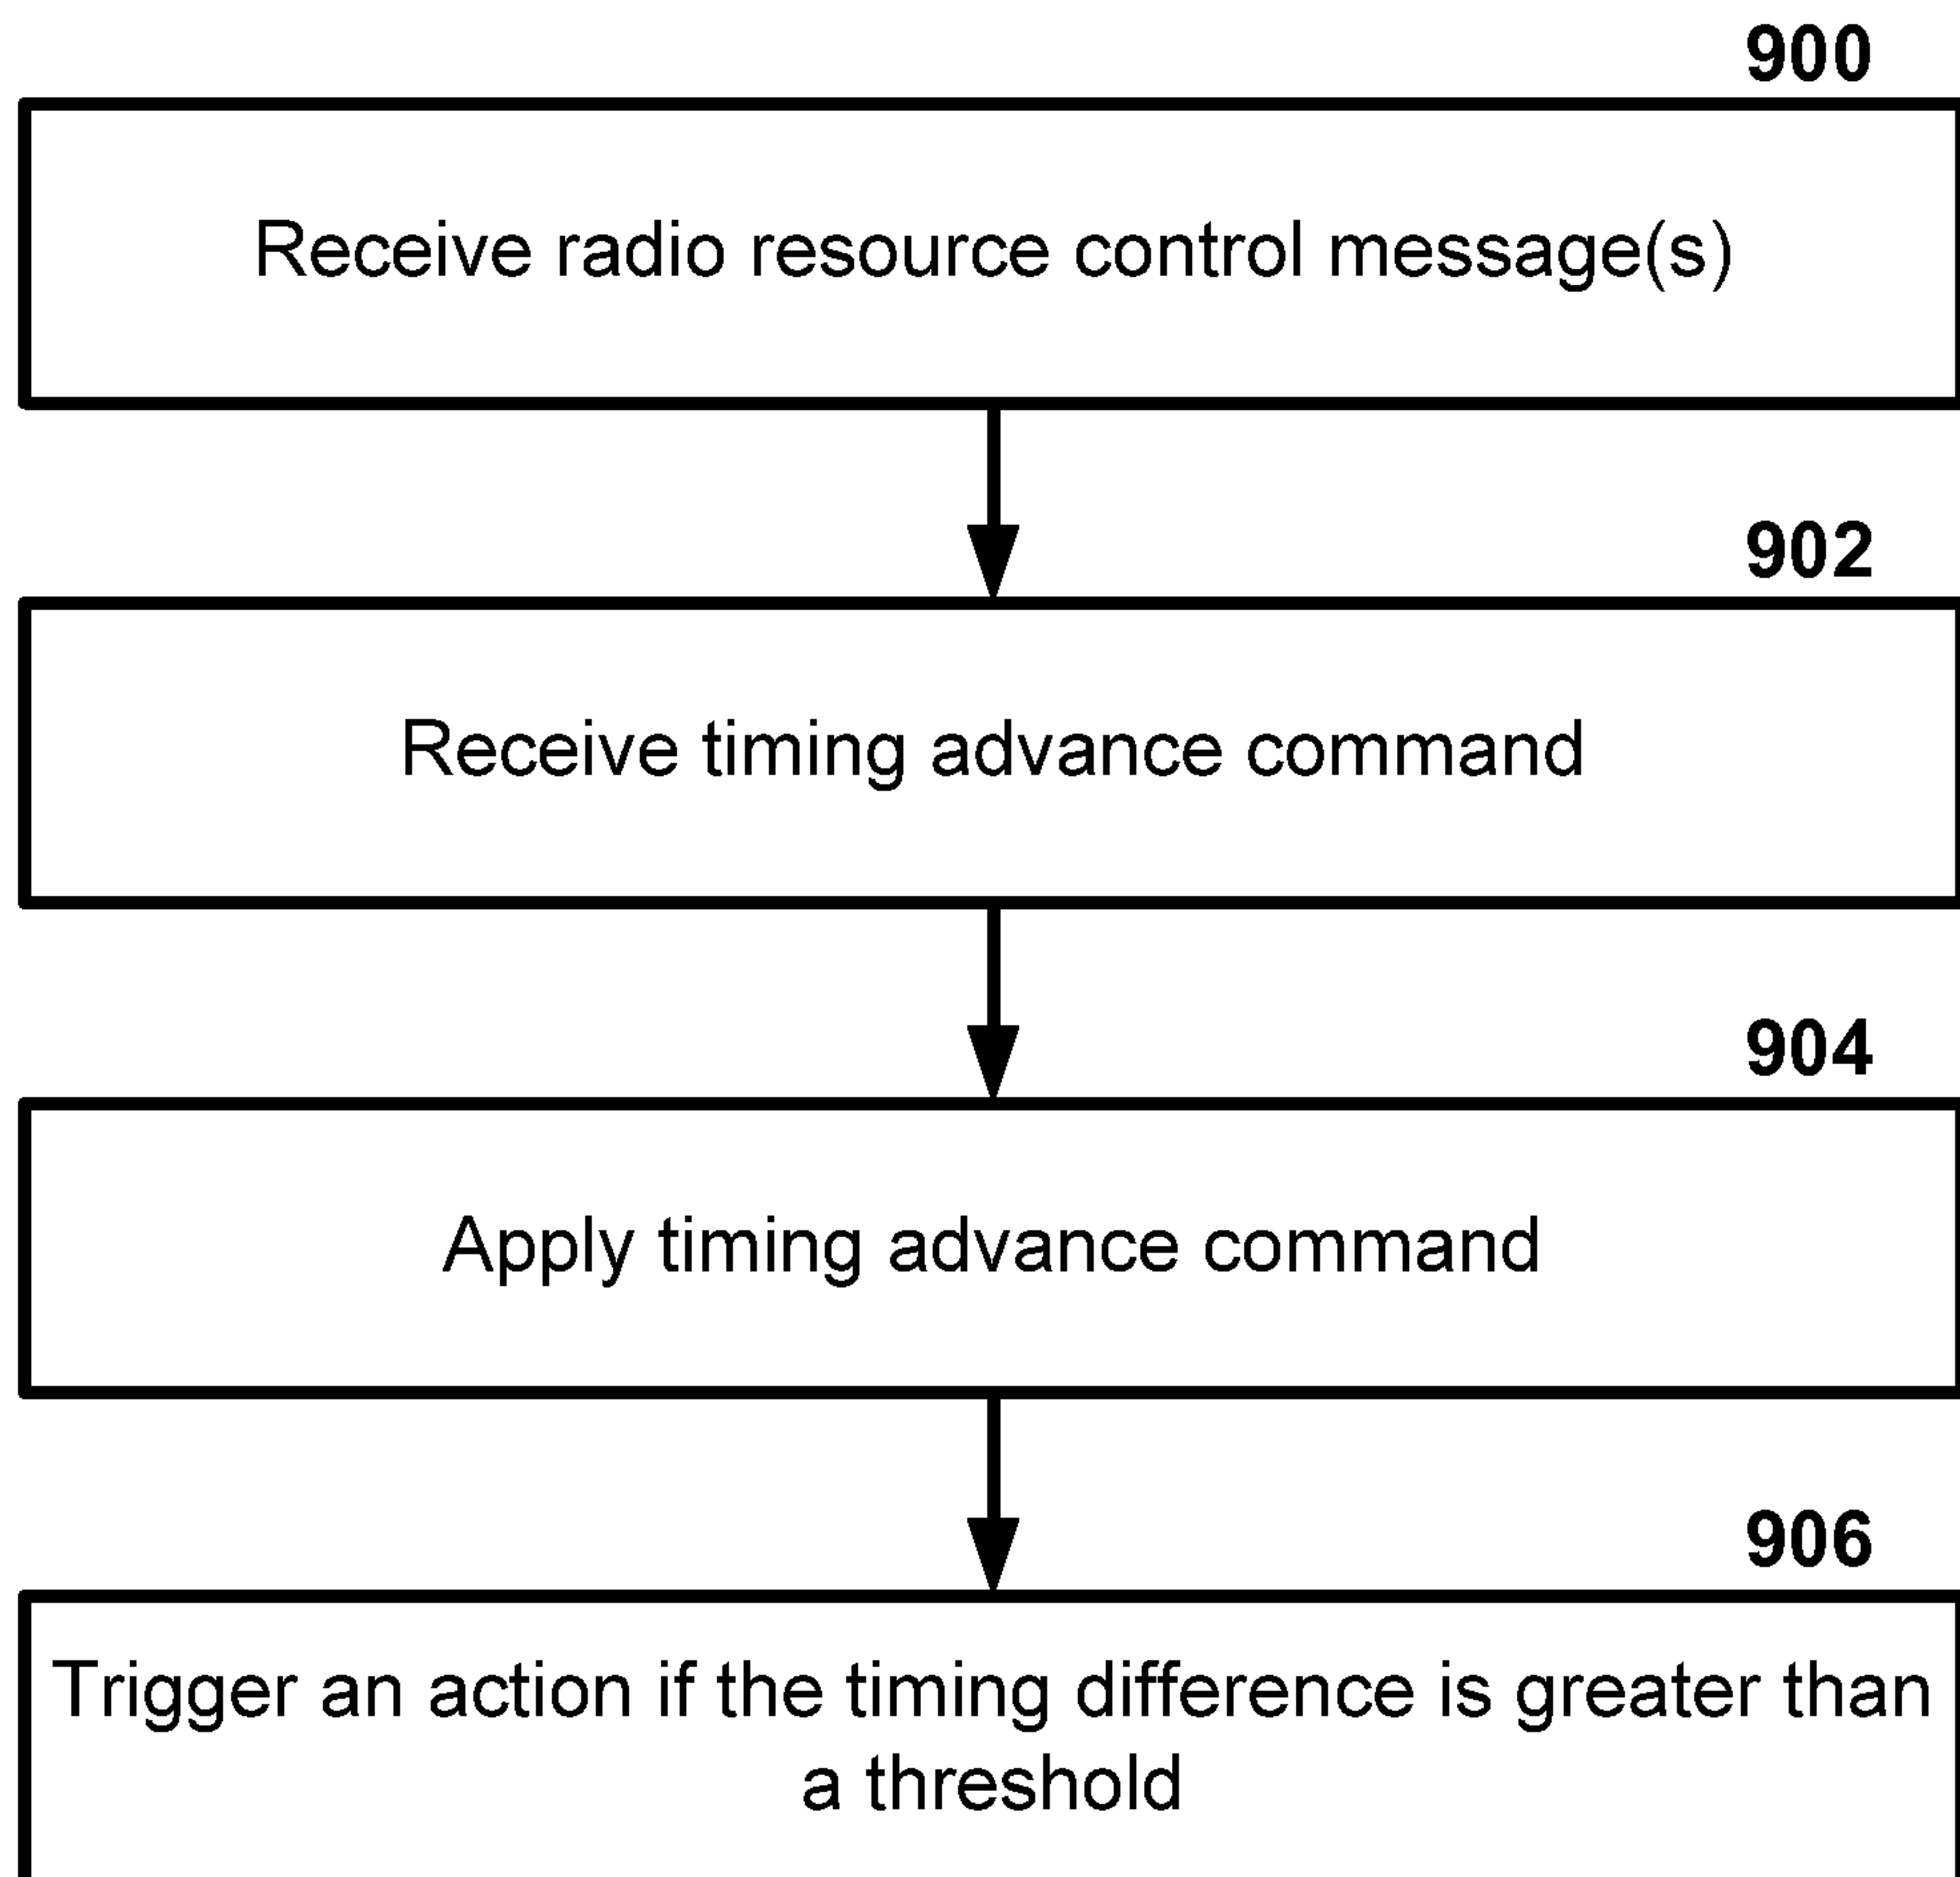 900
Receive radio resource control message(s)
902
Receive timing advance command
904
Apply timing advance command
906
Trigger an action if the timing difference is greater than
a threshold